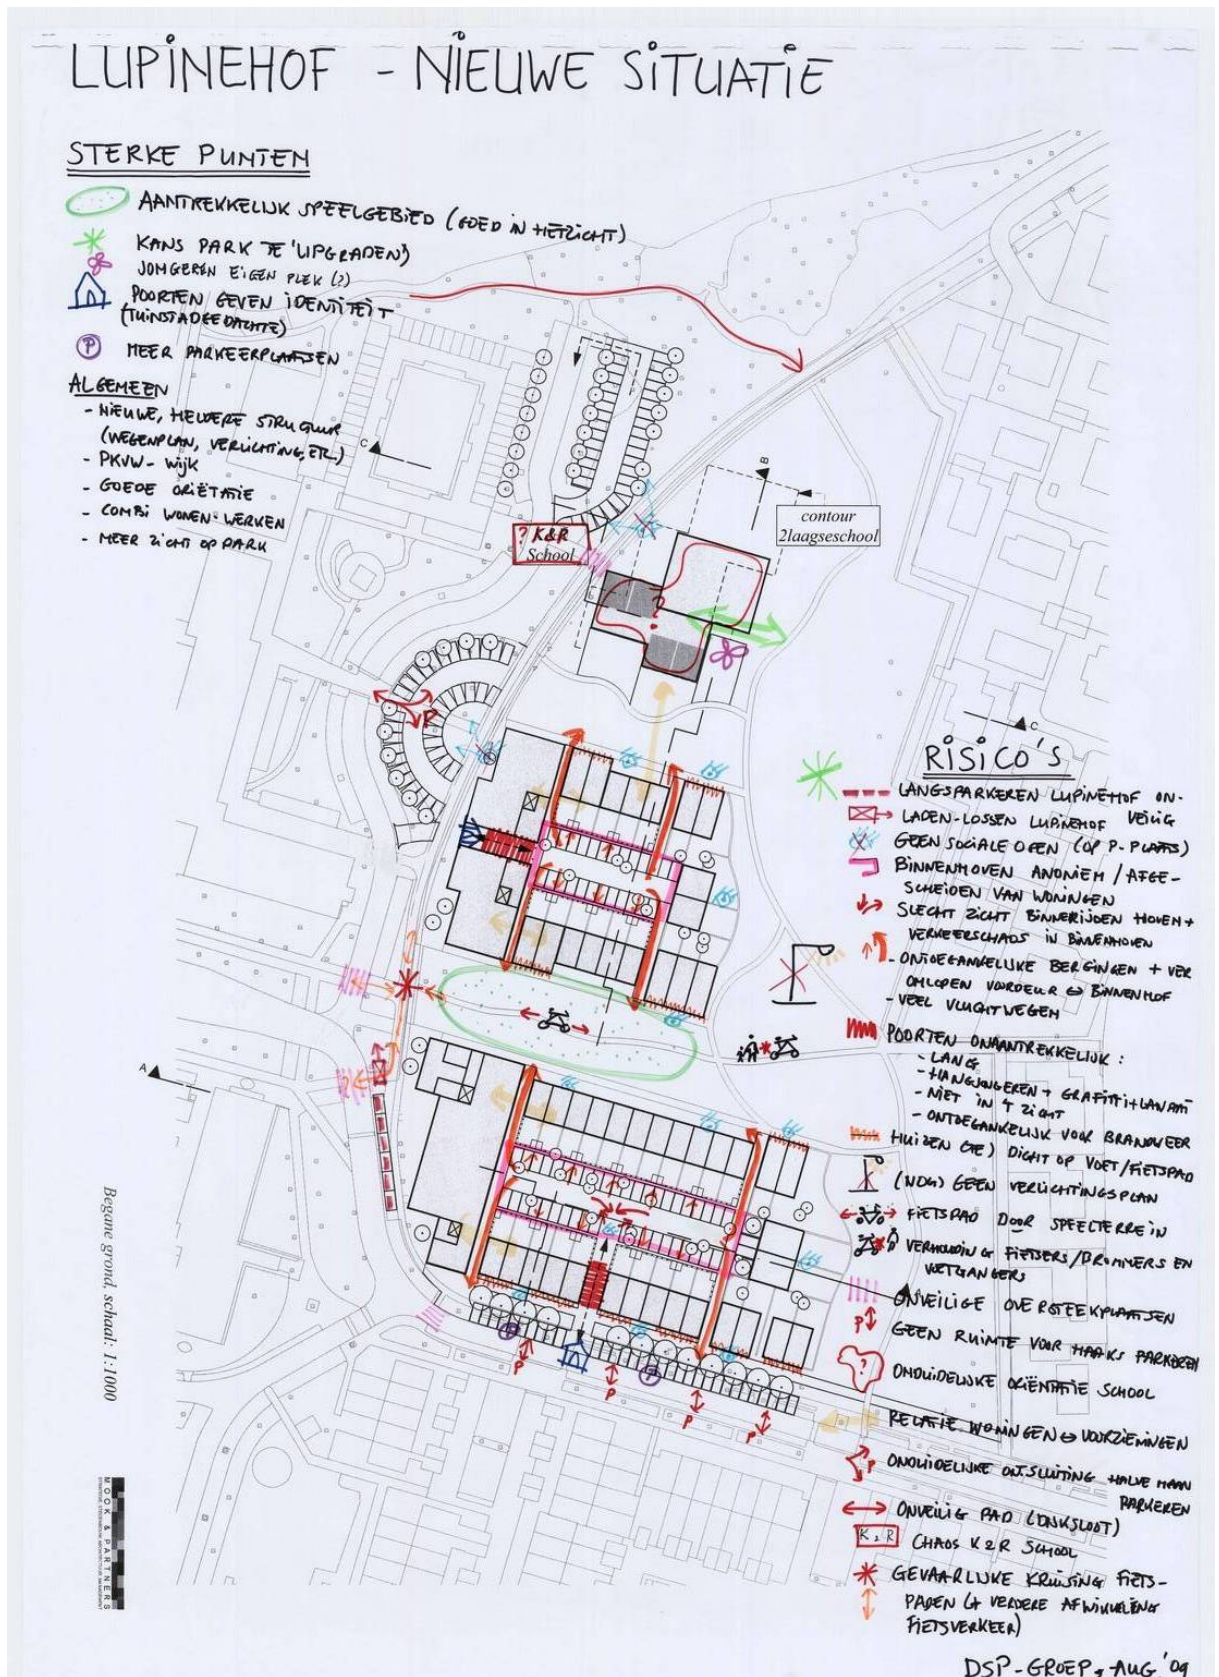 LUPINEHOF - NIEUWE SITUATIE
STERKE PUNTEN
AANTREKKELIJK SPEELGEBIED (GOED IN HETZICHT)
KANS PARK TE 'UPGRADEN'
JONGEREN EIGEN PLEK (?)
POORTEN GEVEN IDENTITEIT
(TUINSTADGEDACHTE)
P MEER PARKEERPLAATSEN
ALGEMEEN
- NIEUWE, HELDERE STRUCTUUR
(WEGENPLAN, VERLICHTING, ETC.)
- PKVW - WIJK
- GOEDE ORIËTATIE
- COMBI WONEN-WERKEN
- MEER ZICHT OP PARK
C
B
contour
2laagseschool
? K&R
School
?
P
C
RISICO'S
LANGSPARKEREN LUPINEHOF ON-
VEILIG
LADEN-LOSSEN LUPINEHOF
GEEN SOCIALE OGEN (OP P-PLAATS)
BINNENHOVEN ANONIEM / AFGE-
SCHEIDEN VAN WONINGEN
SLECHT ZICHT BINNERIJDEN HOVEN +
VERKEERSCHAOS IN BINNENHOVEN
- ONTOEGANKELIJKE BERGINGEN + VER
OMLOPEN VOORDEUR ↔ BINNENHOF
- VEEL VLUCHTWEGEN
POORTEN ONAANTREKKELIJK :
- LANG
- HANGJONGEREN + GRAFITTI + LAWAAI
- NIET IN 'T ZICHT
- ONTOEGANKELIJK VOOR BRANDWEER
HUIZEN (TE) DICHT OP VOET/FIETSPAD
(NOG) GEEN VERLICHTINGSPLAN
FIETSPAD DOOR SPEELTERREIN
VERHOUDING FIETSERS/BROMMERS EN
VOETGANGERS
ONVEILIGE OVERSTEEKPLAATSEN
P GEEN RUIMTE VOOR HAAKS PARKEREN
? ONDUIDELIJKE ORIËNTATIE SCHOOL
RELATIE WONINGEN ↔ VOORZIENINGEN
P ONDUIDELIJKE ONTSLUITING HALVE MAAN
PARKEREN
ONVEILIG PAD (DNKSLOOT)
K & R CHAOS K & R SCHOOL
GEVAARLIJKE KRUISING FIETS-
PADEN (+ VERDERE AFWIKKELING
FIETSVERKEER)
A
P
P
P
P
P
P
Begane grond, schaal: 1:1000
MOOCK & PARTNERS
DSP-GROEP, AUG '09